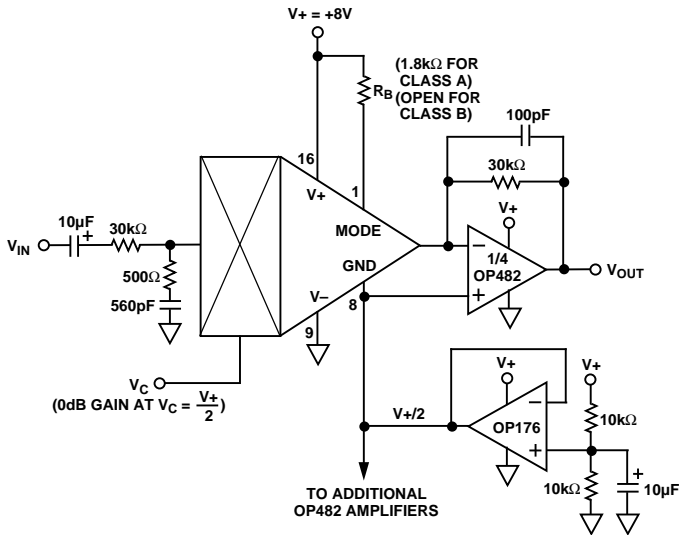 V+ = +8V
(1.8kΩ FOR
CLASS A)
RB
(OPEN FOR
CLASS B)
100pF
16
1
30kΩ
V+
V+
10µF
+
30kΩ
MODE
–
VIN
1/4
OP482
GND
VOUT
500Ω
V–
8
+
560pF
9
VC
V+
V+
(0dB GAIN AT VC = V+/2)
V+/2
–
OP176
10kΩ
+
10kΩ
+
10µF
TO ADDITIONAL
OP482 AMPLIFIERS